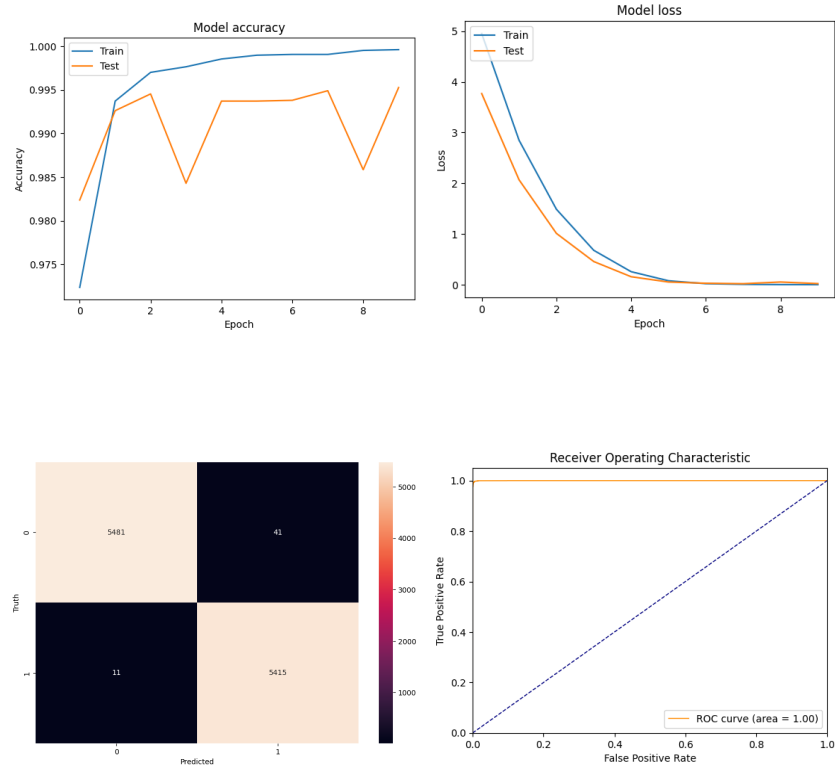 Model accuracy
1.000
0.995
0.990
0.985
0.980
0.975
Accuracy
Train
Test
0 2 4 6 8
Epoch
Model loss
5
4
3
2
1
0
Loss
Train
Test
0 2 4 6 8
Epoch
0
1
Truth
5481 41
11 5415
0 1
Predicted
5000
4000
3000
2000
1000
Receiver Operating Characteristic
1.0
0.8
0.6
0.4
0.2
0.0
True Positive Rate
ROC curve (area = 1.00)
0.0 0.2 0.4 0.6 0.8 1.0
False Positive Rate